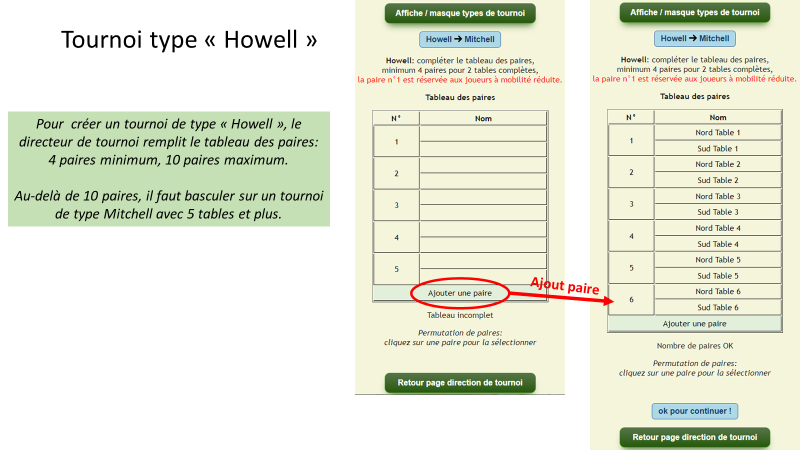 Tournoi type « Howell »
Pour créer un tournoi de type « Howell », le
directeur de tournoi remplit le tableau des paires:
4 paires minimum, 10 paires maximum.
Au-delà de 10 paires, il faut basculer sur un tournoi
de type Mitchell avec 5 tables et plus.
Affiche / masque types de tournoi
Howell → Mitchell
Howell: compléter le tableau des paires,
minimum 4 paires pour 2 tables complètes,
la paire n°1 est réservée aux joueurs à mobilité réduite.
Tableau des paires
N° Nom
1
2
3
4
5
Ajouter une paire
Tableau incomplet
Permutation de paires:
cliquez sur une paire pour la sélectionner
Retour page direction de tournoi
Ajout paire
Affiche / masque types de tournoi
Howell → Mitchell
Howell: compléter le tableau des paires,
minimum 4 paires pour 2 tables complètes,
la paire n°1 est réservée aux joueurs à mobilité réduite.
Tableau des paires
N° Nom
1 Nord Table 1
Sud Table 1
2 Nord Table 2
Sud Table 2
3 Nord Table 3
Sud Table 3
4 Nord Table 4
Sud Table 4
5 Nord Table 5
Sud Table 5
6 Nord Table 6
Sud Table 6
Ajouter une paire
Nombre de paires OK
Permutation de paires:
cliquez sur une paire pour la sélectionner
ok pour continuer !
Retour page direction de tournoi